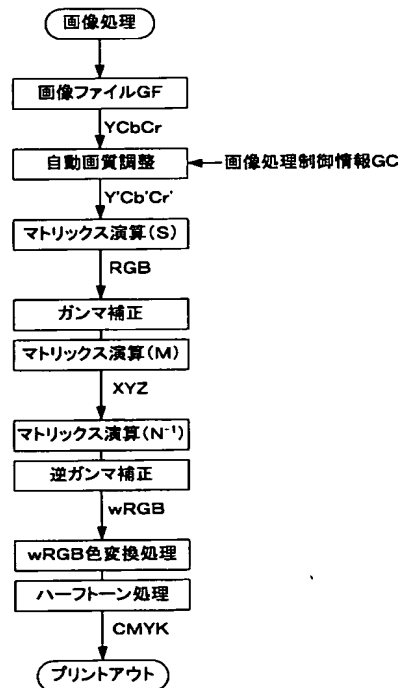 画像処理
画像ファイルGF
YCbCr
自動画質調整
画像処理制御情報GC
Y'Cb'Cr'
マトリックス演算(S)
RGB
ガンマ補正
マトリックス演算(M)
XYZ
マトリックス演算(N⁻¹)
逆ガンマ補正
wRGB
wRGB色変換処理
ハーフトーン処理
CMYK
プリントアウト